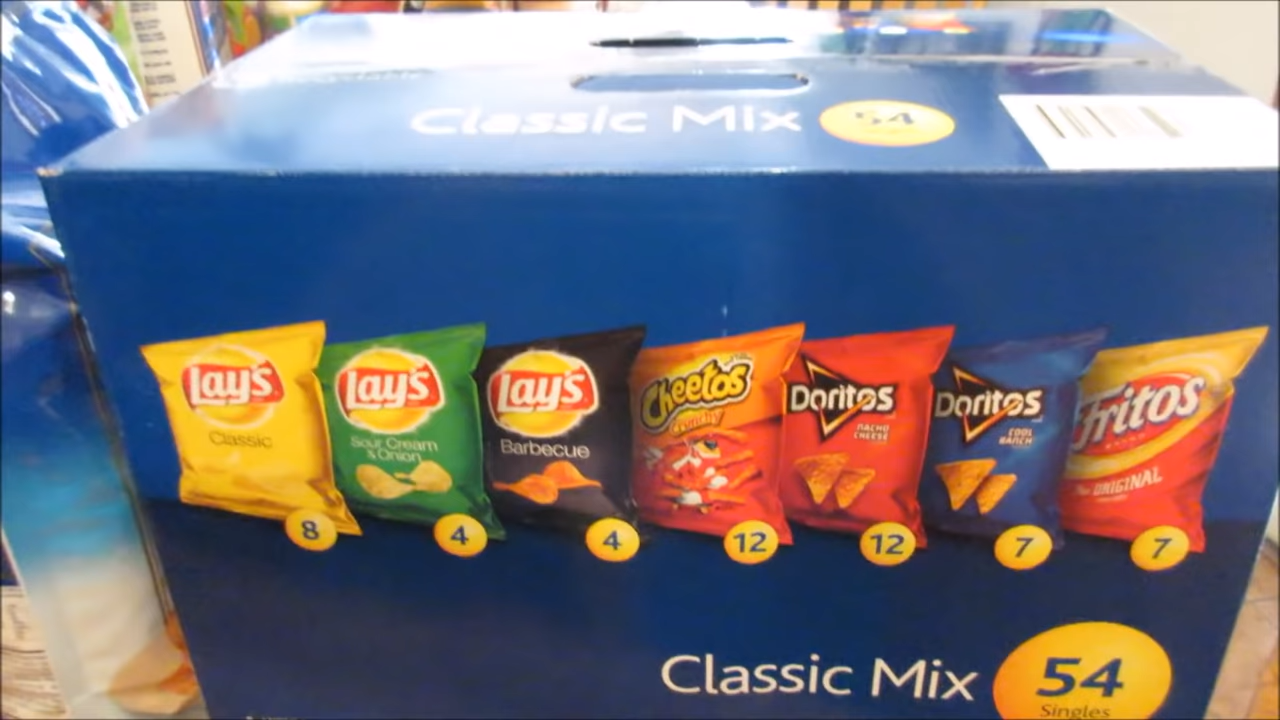 Classic Mix 54
Lay's
Classic
8
Lay's
Sour Cream
& Onion
4
Lay's
Barbecue
4
Cheetos
Crunchy
12
Doritos
NACHO
CHEESE
12
Doritos
COOL
RANCH
7
Fritos
The ORIGINAL
7
Classic Mix 54
Singles